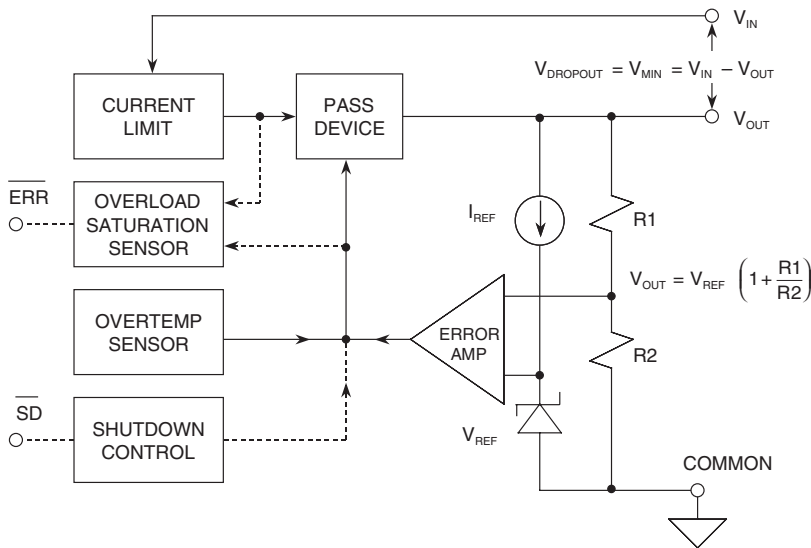 V_IN
V_DROPOUT = V_MIN = V_IN – V_OUT
CURRENT
LIMIT
PASS
DEVICE
V_OUT
ERR
OVERLOAD
SATURATION
SENSOR
I_REF
R1
V_OUT = V_REF (1 + R1/R2)
OVERTEMP
SENSOR
ERROR
AMP
R2
SD
SHUTDOWN
CONTROL
V_REF
COMMON